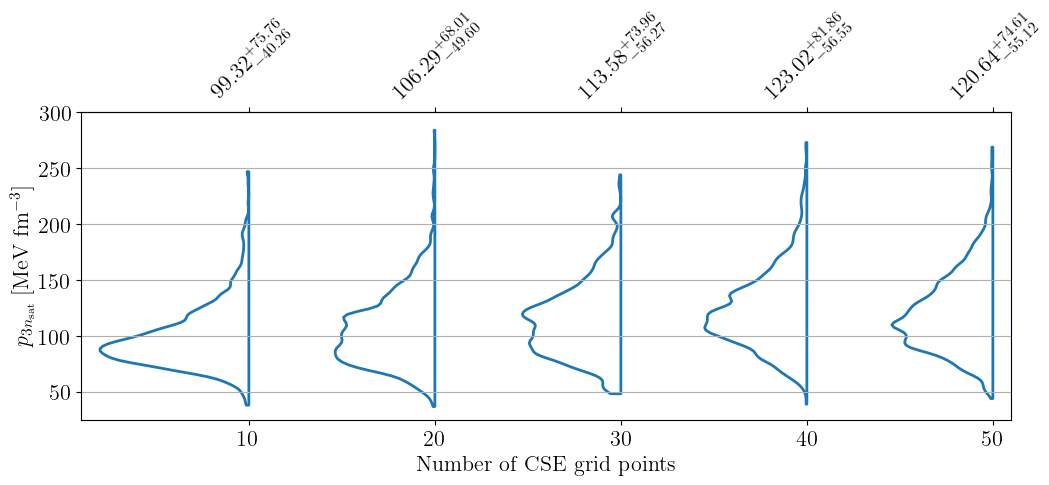 99.32^{+75.76}_{-40.26} 106.29^{+68.01}_{-49.60} 113.58^{+73.96}_{-56.27} 123.02^{+81.86}_{-56.55} 120.64^{+74.61}_{-55.12}
300
250
200
150
100
50
p_{3n_{sat}} [MeV fm^{-3}]
10 20 30 40 50
Number of CSE grid points